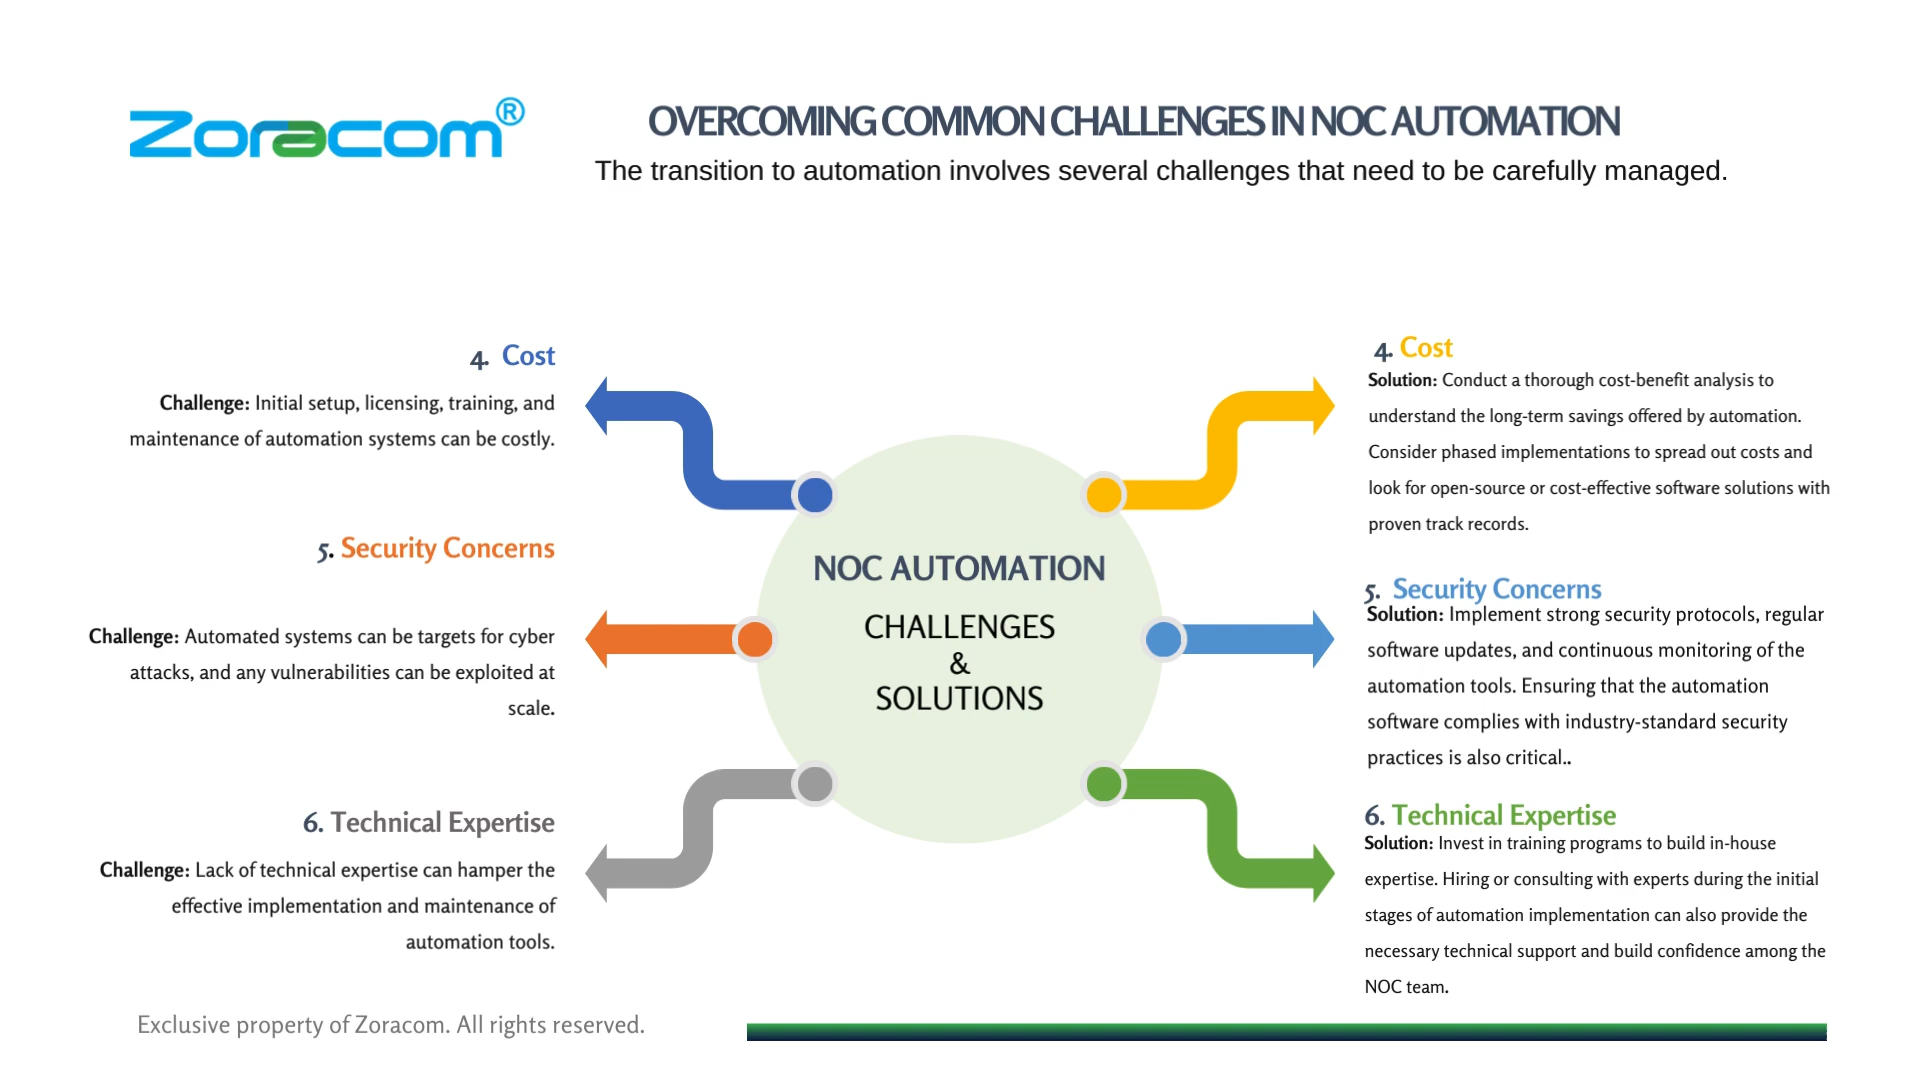 Zoracom®
OVERCOMING COMMON CHALLENGES IN NOC AUTOMATION
The transition to automation involves several challenges that need to be carefully managed.
4. Cost
Challenge: Initial setup, licensing, training, and
maintenance of automation systems can be costly.
5. Security Concerns
Challenge: Automated systems can be targets for cyber
attacks, and any vulnerabilities can be exploited at
scale.
6. Technical Expertise
Challenge: Lack of technical expertise can hamper the
effective implementation and maintenance of
automation tools.
NOC AUTOMATION
CHALLENGES
&
SOLUTIONS
4. Cost
Solution: Conduct a thorough cost-benefit analysis to
understand the long-term savings offered by automation.
Consider phased implementations to spread out costs and
look for open-source or cost-effective software solutions with
proven track records.
5. Security Concerns
Solution: Implement strong security protocols, regular
software updates, and continuous monitoring of the
automation tools. Ensuring that the automation
software complies with industry-standard security
practices is also critical..
6. Technical Expertise
Solution: Invest in training programs to build in-house
expertise. Hiring or consulting with experts during the initial
stages of automation implementation can also provide the
necessary technical support and build confidence among the
NOC team.
Exclusive property of Zoracom. All rights reserved.